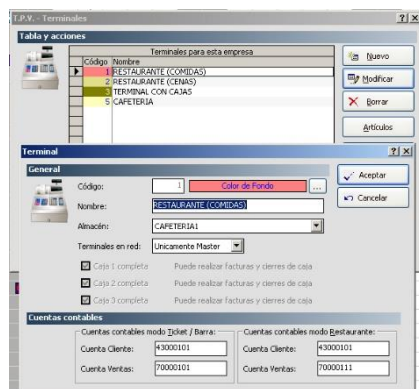 T.P.V. - Terminales
Tabla y acciones
Terminales para esta empresa
Código Nombre
1 RESTAURANTE (COMIDAS)
2 RESTAURANTE (CENAS)
3 TERMINAL CON CAJAS
5 CAFETERIA
Nuevo
Modificar
Borrar
Artículos
Terminal
General
Código: 1 Color de Fondo ...
Nombre: RESTAURANTE (COMIDAS)
Almacén: CAFETERIA1
Terminales en red: Unicamente Master
Caja 1 completa Puede realizar facturas y cierres de caja
Caja 2 completa Puede realizar facturas y cierres de caja
Caja 3 completa Puede realizar facturas y cierres de caja
Aceptar
Cancelar
Cuentas contables
Cuentas contables modo Ticket / Barra:
Cuenta Cliente: 43000101
Cuenta Ventas: 70000101
Cuentas contables modo Restaurante:
Cuenta Cliente: 43000101
Cuenta Ventas: 70000111